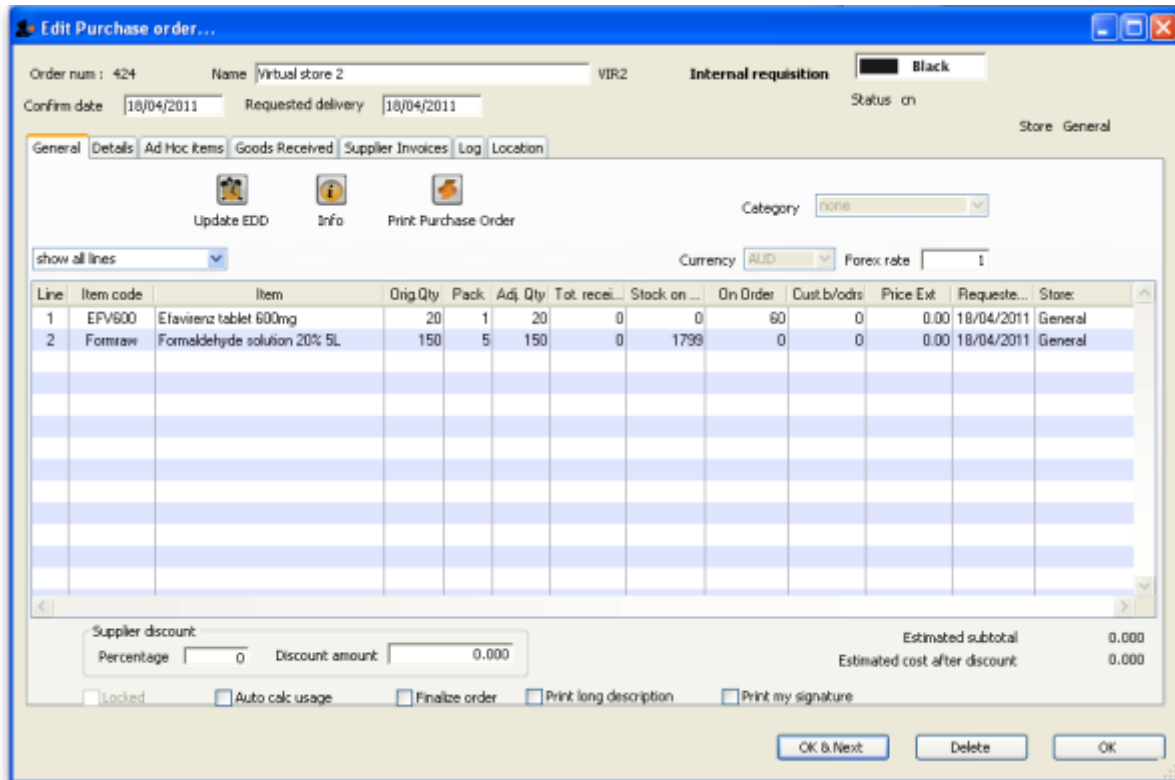 Edit Purchase order...
Order num : 424 Name Virtual store 2 VIR2 Internal requisition Black
Confirm date 18/04/2011 Requested delivery 18/04/2011 Status cn
Store General
General Details Ad Hoc items Goods Received Supplier Invoices Log Location
Update EDD Info Print Purchase Order Category none
show all lines Currency AUD Forex rate 1
Line Item code Item Orig.Qty Pack Adj. Qty Tot. recei... Stock on ... On Order Cust.b/odrs Price Ext Requeste... Store:
1 EFV600 Efavirenz tablet 600mg 20 1 20 0 0 60 0 0.00 18/04/2011 General
2 Formraw Formaldehyde solution 20% 5L 150 5 150 0 1799 0 0 0.00 18/04/2011 General
Supplier discount
Percentage 0 Discount amount 0.000
Estimated subtotal 0.000
Estimated cost after discount 0.000
Locked Auto calc usage Finalize order Print long description Print my signature
OK & Next Delete OK